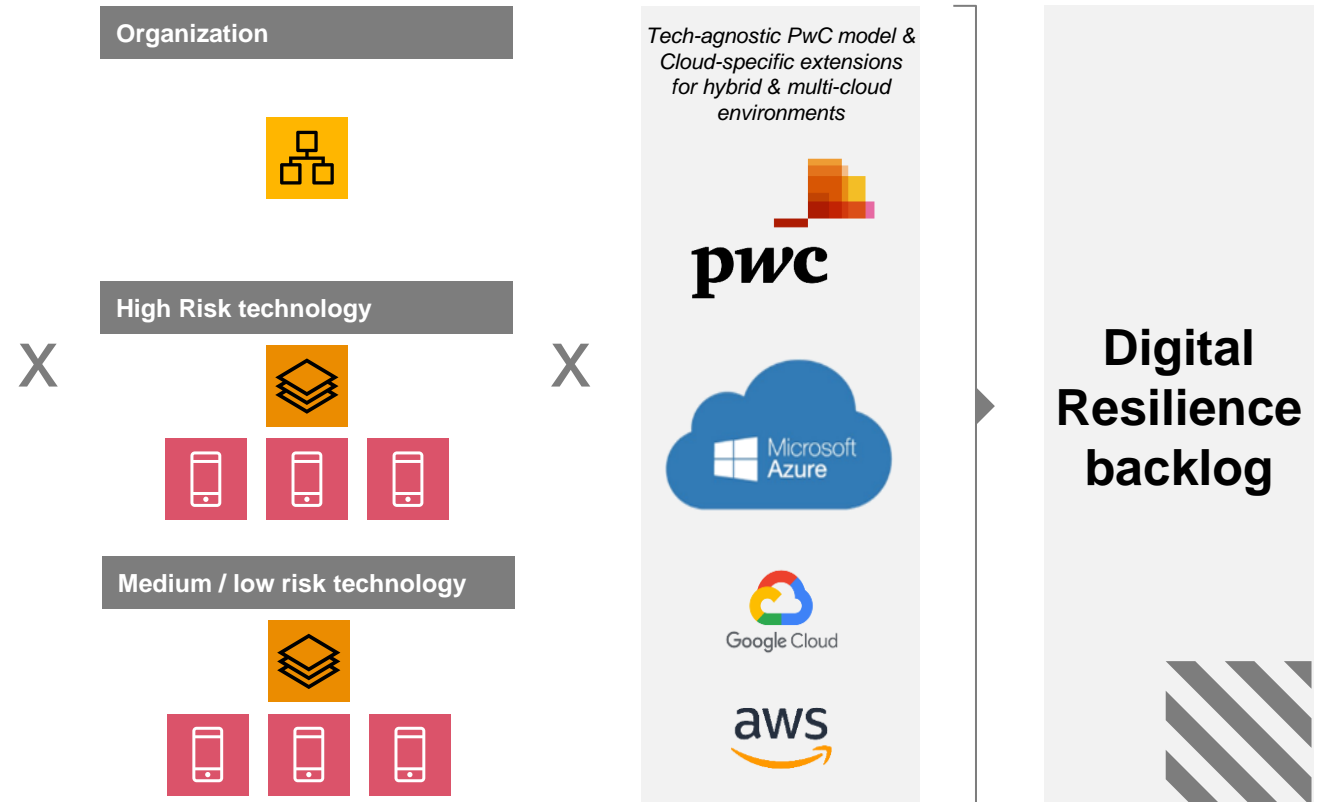 Organization
X
High Risk technology
Medium / low risk technology
X
Tech-agnostic PwC model &
Cloud-specific extensions
for hybrid & multi-cloud
environments
pwc
Microsoft
Azure
Google Cloud
aws
Digital
Resilience
backlog